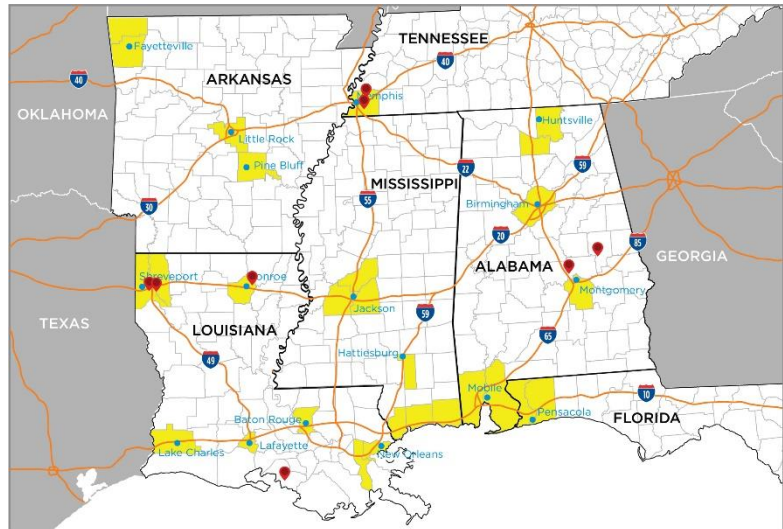 TENNESSEE
Fayetteville
40
ARKANSAS
40
OKLAHOMA
Memphis
Huntsville
Little Rock
Pine Bluff
22
59
MISSISSIPPI
55
Birmingham
30
20
85
GEORGIA
ALABAMA
Shreveport
Monroe
Montgomery
Jackson
TEXAS
LOUISIANA
59
65
49
Hattiesburg
Mobile
10
Baton Rouge
Pensacola
FLORIDA
Lake Charles
Lafayette
New Orleans